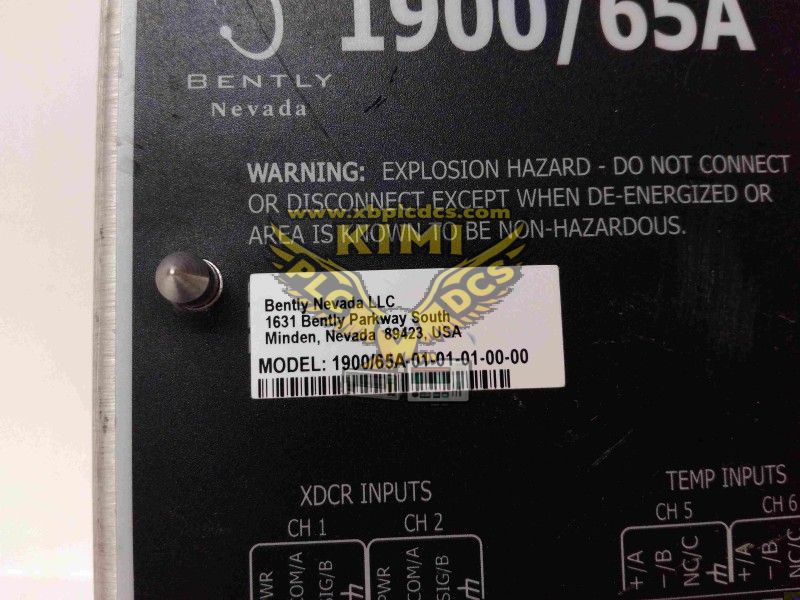 1900/65A
BENTLY
Nevada
WARNING: EXPLOSION HAZARD - DO NOT CONNECT
OR DISCONNECT EXCEPT WHEN DE-ENERGIZED OR
AREA IS KNOWN TO BE NON-HAZARDOUS.
www.xbplcdcs.com
KIMI
PLC
DCS
Bently Nevada LLC
1631 Bently Parkway South
Minden, Nevada 89423, USA
MODEL: 1900/65A-01-01-01-00-00
XDCR INPUTS
TEMP INPUTS
CH 1
CH 2
CH 5
CH 6
PWR
COM/A
SIG/B
PWR
COM/A
SIG/B
+/A
-/B
NC/C
+/A
-/B
NC/C